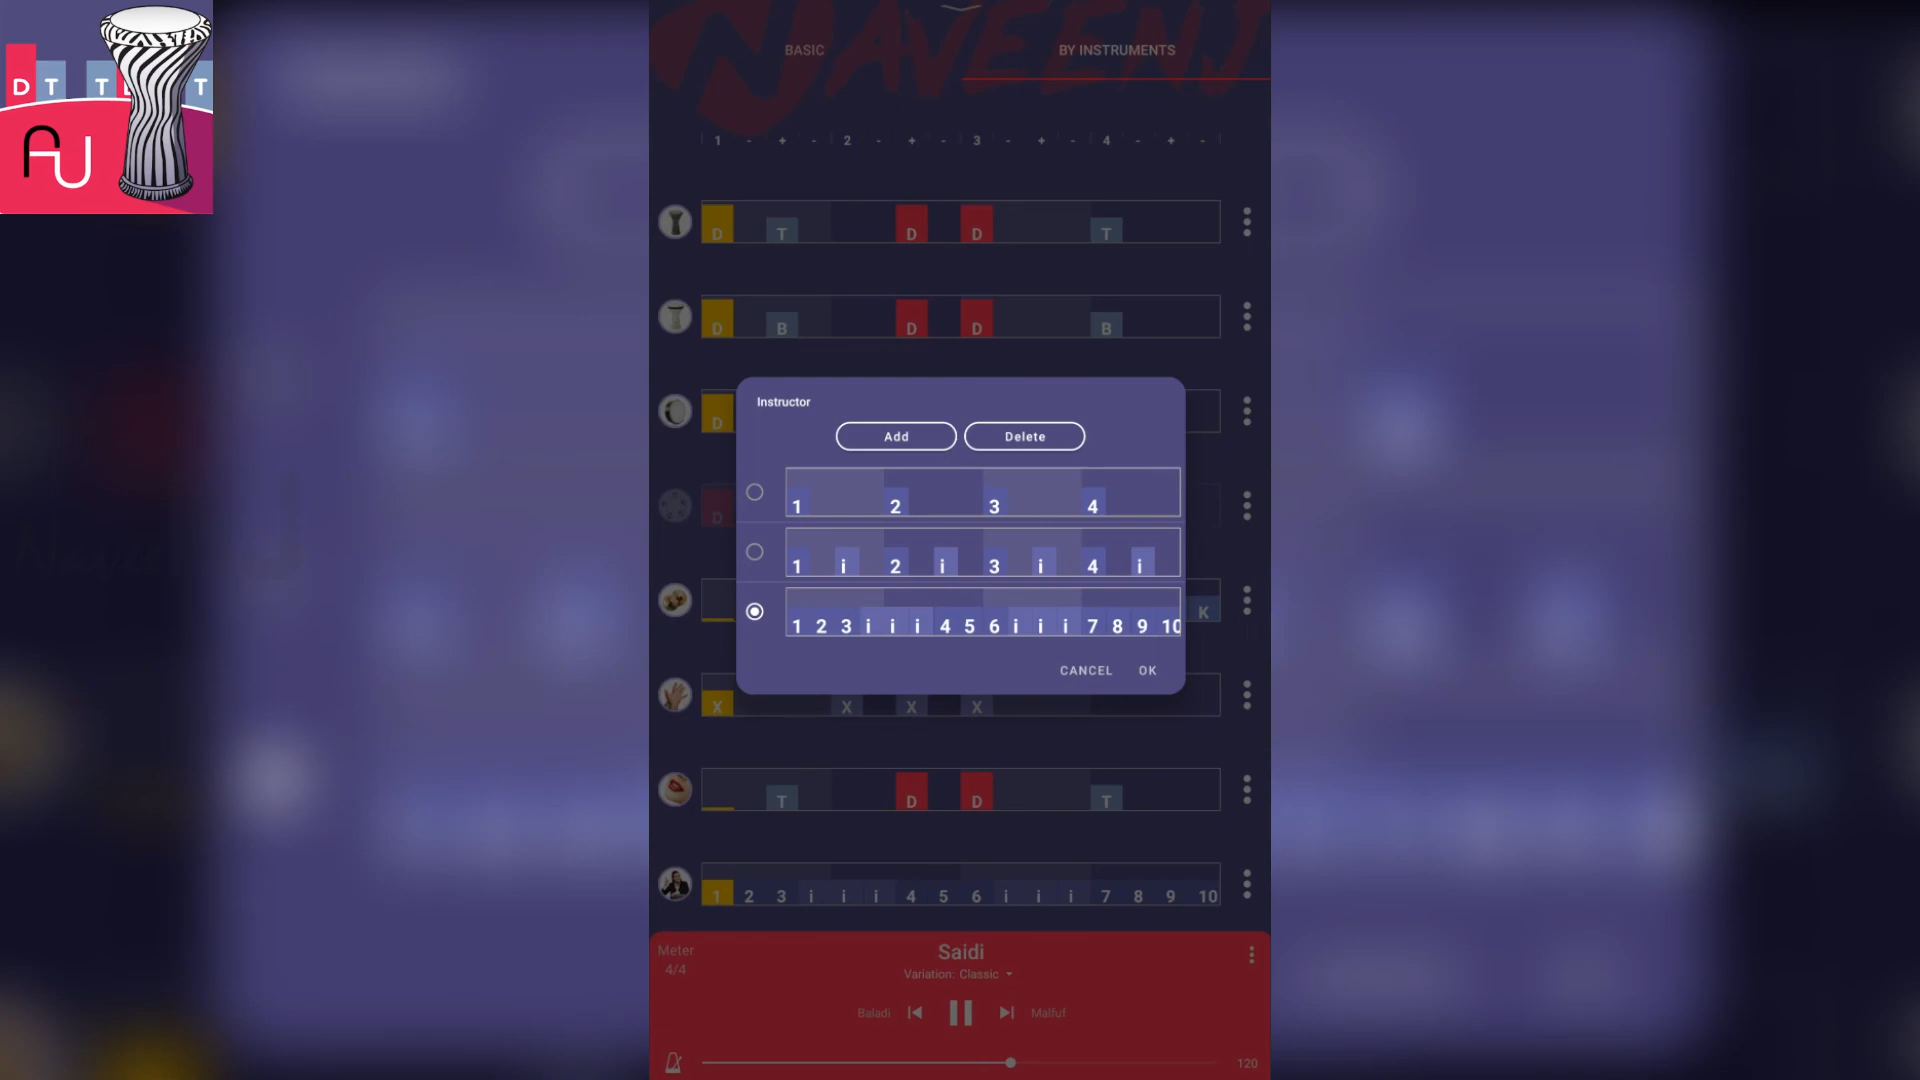 D T T T
AJ
NAVEENJ
BASIC BY INSTRUMENTS
1 - + - 2 - + - 3 - + - 4 - + -
D T D D T
D B D D B
D
Instructor
Add Delete
1 2 3 4
D
1 i 2 i 3 i 4 i
K
1 2 3 i i i 4 5 6 i i i 7 8 9 10
CANCEL OK
X X X X
T D D T
1 2 3 i i i 4 5 6 i i i 7 8 9 10
Meter
4/4
Saidi
Variation: Classic
Baladi Malfuf
120